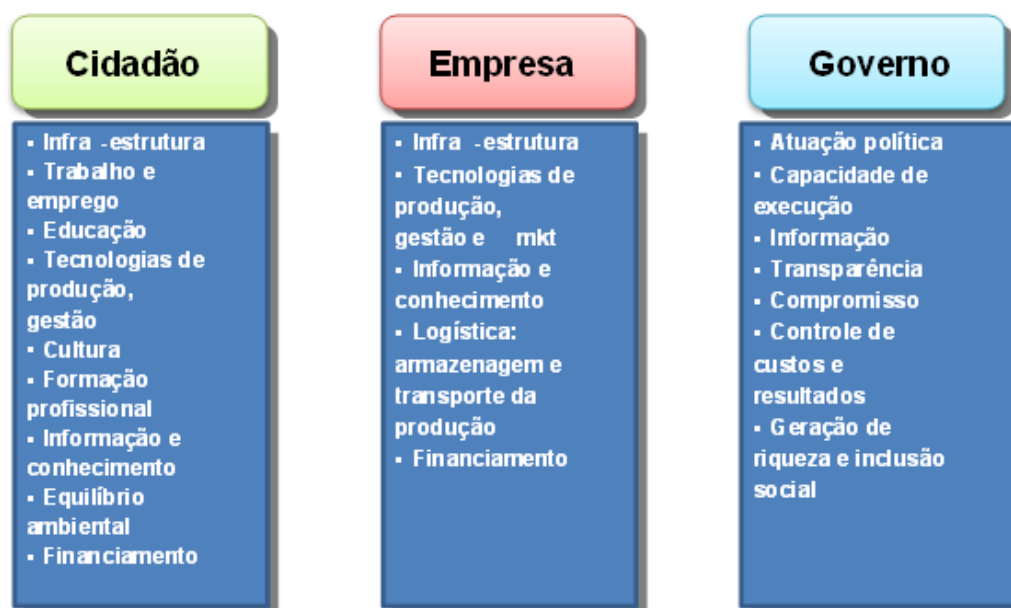 Cidadão
▪ Infra -estrutura
▪ Trabalho e
emprego
▪ Educação
▪ Tecnologias de
produção,
gestão
▪ Cultura
▪ Formação
profissional
▪ Informação e
conhecimento
▪ Equilíbrio
ambiental
▪ Financiamento
Empresa
▪ Infra -estrutura
▪ Tecnologias de
produção,
gestão e mkt
▪ Informação e
conhecimento
▪ Logística:
armazenagem e
transporte da
produção
▪ Financiamento
Governo
▪ Atuação política
▪ Capacidade de
execução
▪ Informação
▪ Transparência
▪ Compromisso
▪ Controle de
custos e
resultados
▪ Geração de
riqueza e inclusão
social